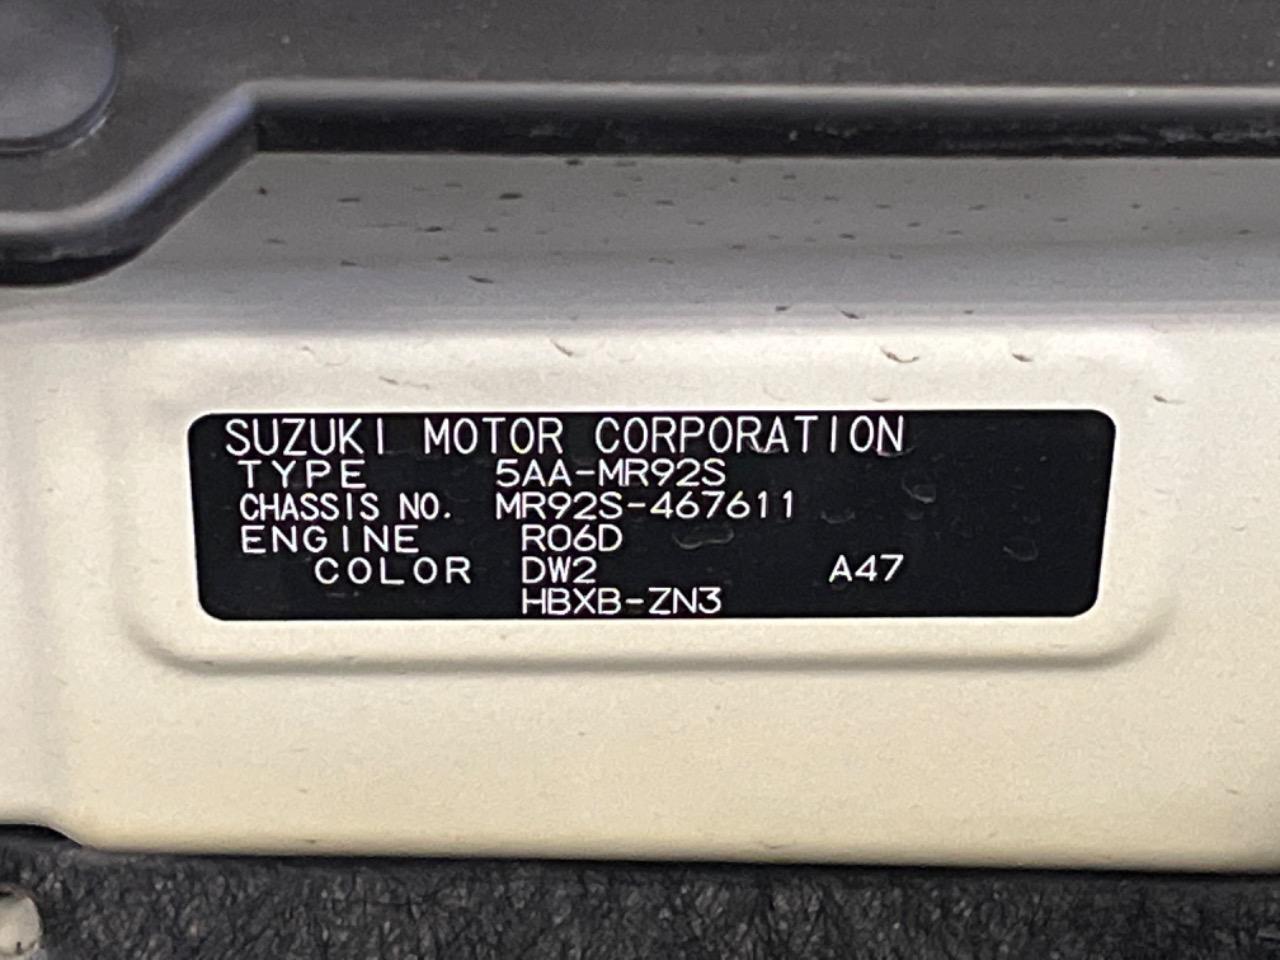 SUZUKI MOTOR CORPORATION
TYPE 5AA-MR92S
CHASSIS NO. MR92S-467611
ENGINE R06D
COLOR DW2 A47
HBXB-ZN3